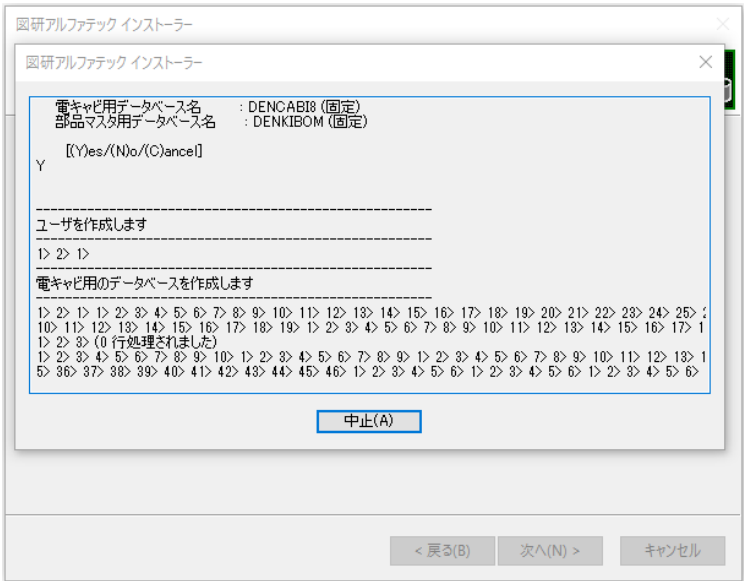 図研アルファテック インストーラー
図研アルファテック インストーラー
電キャビ用データベース名 : DENCABI8 (固定)
部品マスタ用データベース名 : DENKIBOM (固定)
[(Y)es/(N)o/(C)ancel]
Y
--------------------------------------------------------
ユーザを作成します
--------------------------------------------------------
1> 2> 1>
--------------------------------------------------------
電キャビ用のデータベースを作成します
--------------------------------------------------------
1> 2> 1> 1> 2> 3> 4> 5> 6> 7> 8> 9> 10> 11> 12> 13> 14> 15> 16> 17> 18> 19> 20> 21> 22> 23> 24> 25> 2
10> 11> 12> 13> 14> 15> 16> 17> 18> 19> 1> 2> 3> 4> 5> 6> 7> 8> 9> 10> 11> 12> 13> 14> 15> 16> 17> 1
1> 2> 3> (0 行処理されました)
1> 2> 3> 4> 5> 6> 7> 8> 9> 10> 1> 2> 3> 4> 5> 6> 7> 8> 9> 1> 2> 3> 4> 5> 6> 7> 8> 9> 10> 11> 12> 13> 1
5> 36> 37> 38> 39> 40> 41> 42> 43> 44> 45> 46> 1> 2> 3> 4> 5> 6> 1> 2> 3> 4> 5> 6> 1> 2> 3> 4> 5> 6>
中止(A)
< 戻る(B) 次へ(N) > キャンセル